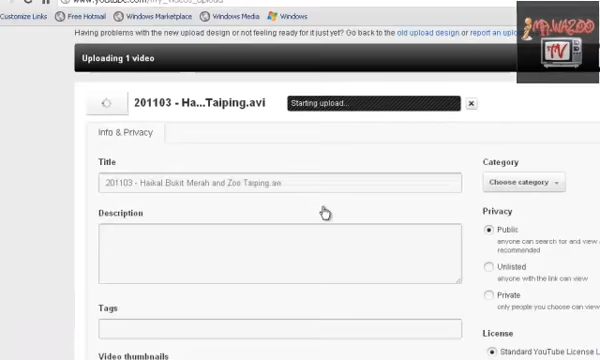 Customize Links Free Hotmail Windows Marketplace Windows Media Windows
Having problems with the new upload design or not feeling ready for it just yet? Go back to the old upload design or report an
MR.WAZOO
TV
Uploading 1 video
201103 - Ha...Taiping.avi
Starting upload...
Info & Privacy
Title
201103 - Haikal Bukit Merah and Zoo Taiping.avi
Category
Choose category
Description
Privacy
Public
anyone can search for and view
recommended
Unlisted
anyone with the link can view
Private
only people you choose can view
Tags
License
Video thumbnails
Standard YouTube License